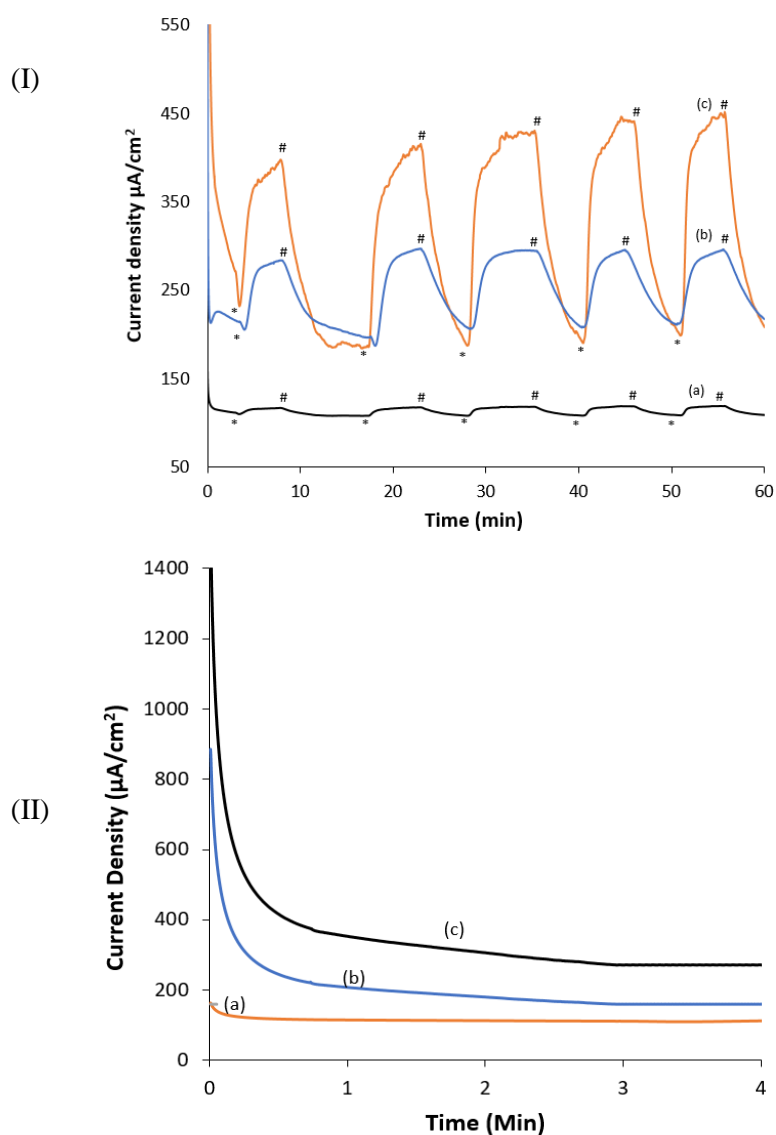 (I)
Current density µA/cm²
550
450
350
250
150
50
0 10 20 30 40 50 60
Time (min)
(c)
(b)
(a)
# # # # #
# # # # #
* * * * * *
# # # # #
* * * * *
(II)
Current Density (µA/cm²)
1400
1200
1000
800
600
400
200
0
0 1 2 3 4
Time (Min)
(c)
(b)
(a)